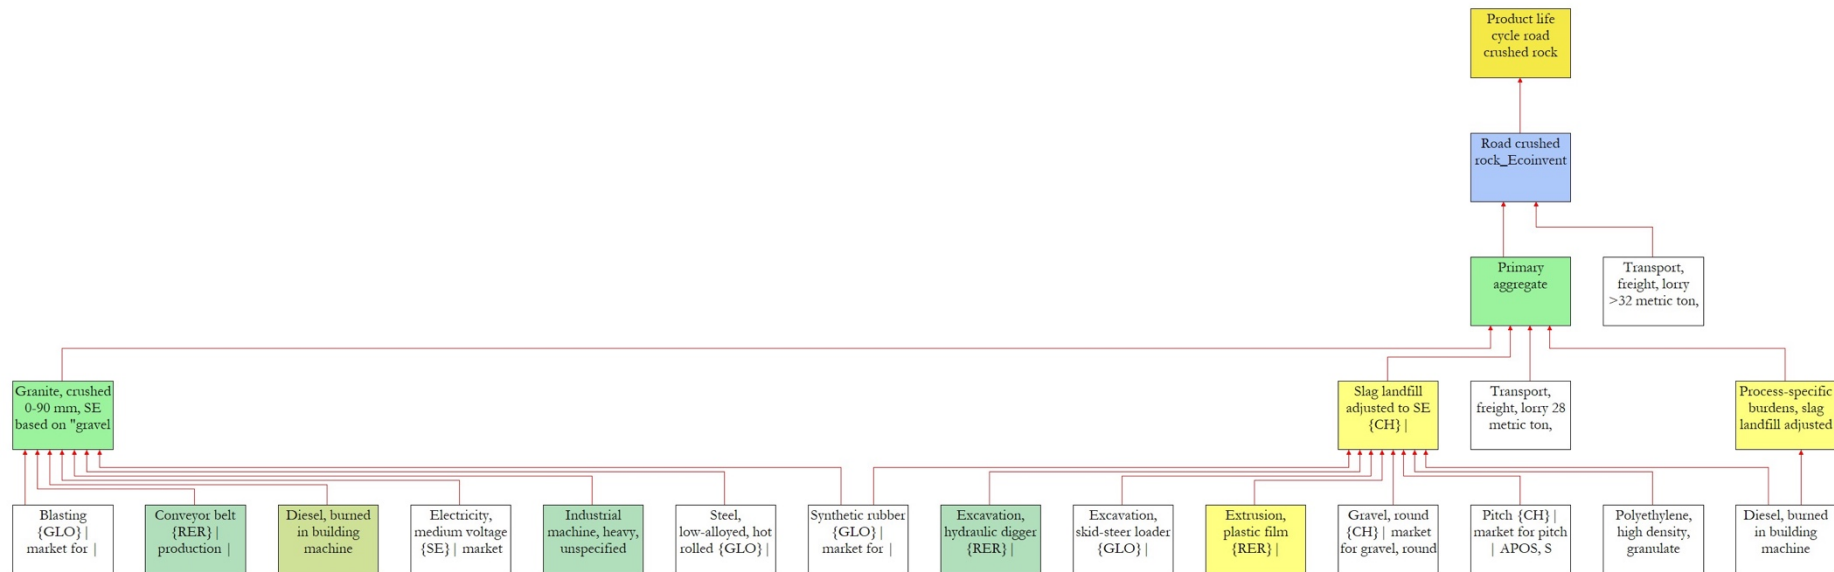 Product life
cycle road
crushed rock
Road crushed
rock_Ecoinvent
Primary
aggregate
Transport,
freight, lorry
>32 metric ton,
Granite, crushed
0-90 mm, SE
based on "gravel
Slag landfill
adjusted to SE
{CH} |
Transport,
freight, lorry 28
metric ton,
Process-specific
burdens, slag
landfill adjusted
Blasting
{GLO} |
market for |
Conveyor belt
{RER} |
production |
Diesel, burned
in building
machine
Electricity,
medium voltage
{SE} | market
Industrial
machine, heavy,
unspecified
Steel,
low-alloyed, hot
rolled {GLO} |
Synthetic rubber
{GLO} |
market for |
Excavation,
hydraulic digger
{RER} |
Excavation,
skid-steer loader
{GLO} |
Extrusion,
plastic film
{RER} |
Gravel, round
{CH} | market
for gravel, round
Pitch {CH} |
market for pitch
| APOS, S
Polyethylene,
high density,
granulate
Diesel, burned
in building
machine